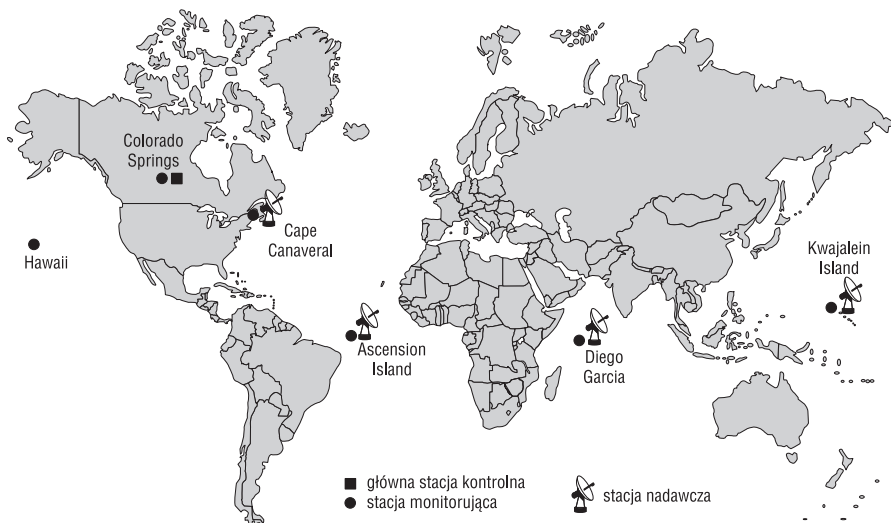 Colorado
Springs
Cape
Canaveral
Hawaii
Kwajalein
Island
Ascension
Island
Diego
Garcia
główna stacja kontrolna
stacja monitorująca
stacja nadawcza